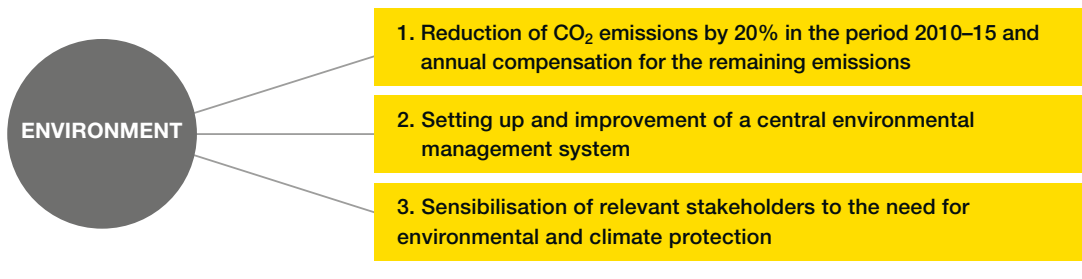 ENVIRONMENT
1. Reduction of CO₂ emissions by 20% in the period 2010–15 and
annual compensation for the remaining emissions
2. Setting up and improvement of a central environmental
management system
3. Sensibilisation of relevant stakeholders to the need for
environmental and climate protection